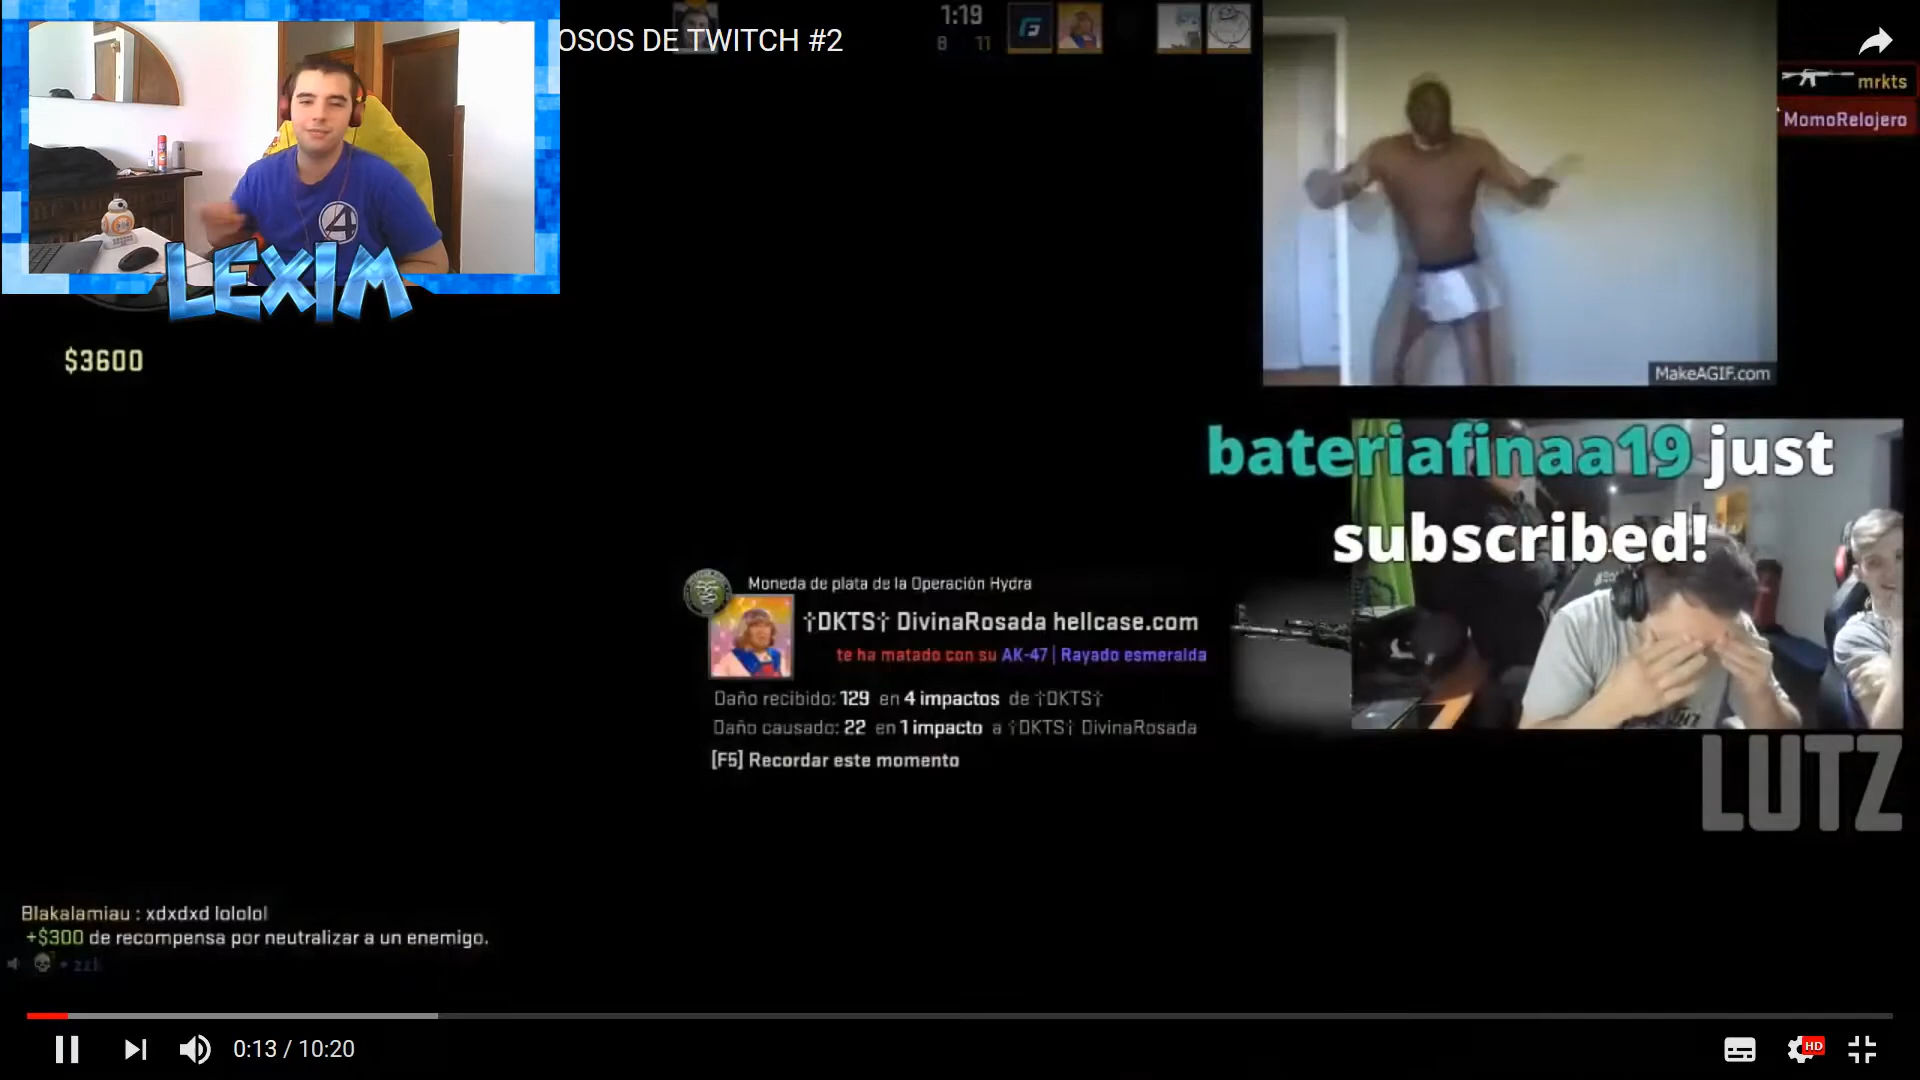 OSOS DE TWITCH #2
1:19
8 11
mrkts
MomoRelojero
4
LEXIM
$3600
MakeAGIF.com
bateriafinaa19 just
subscribed!
Moneda de plata de la Operación Hydra
†DKTS† DivinaRosada hellcase.com
te ha matado con su AK-47 | Rayado esmeralda
Daño recibido: 129 en 4 impactos de †DKTS†
Daño causado: 22 en 1 impacto a †DKTS† DivinaRosada
[F5] Recordar este momento
LUTZ
Blakalamiau : xdxdxd lololol
+$300 de recompensa por neutralizar a un enemigo.
0:13 / 10:20
HD